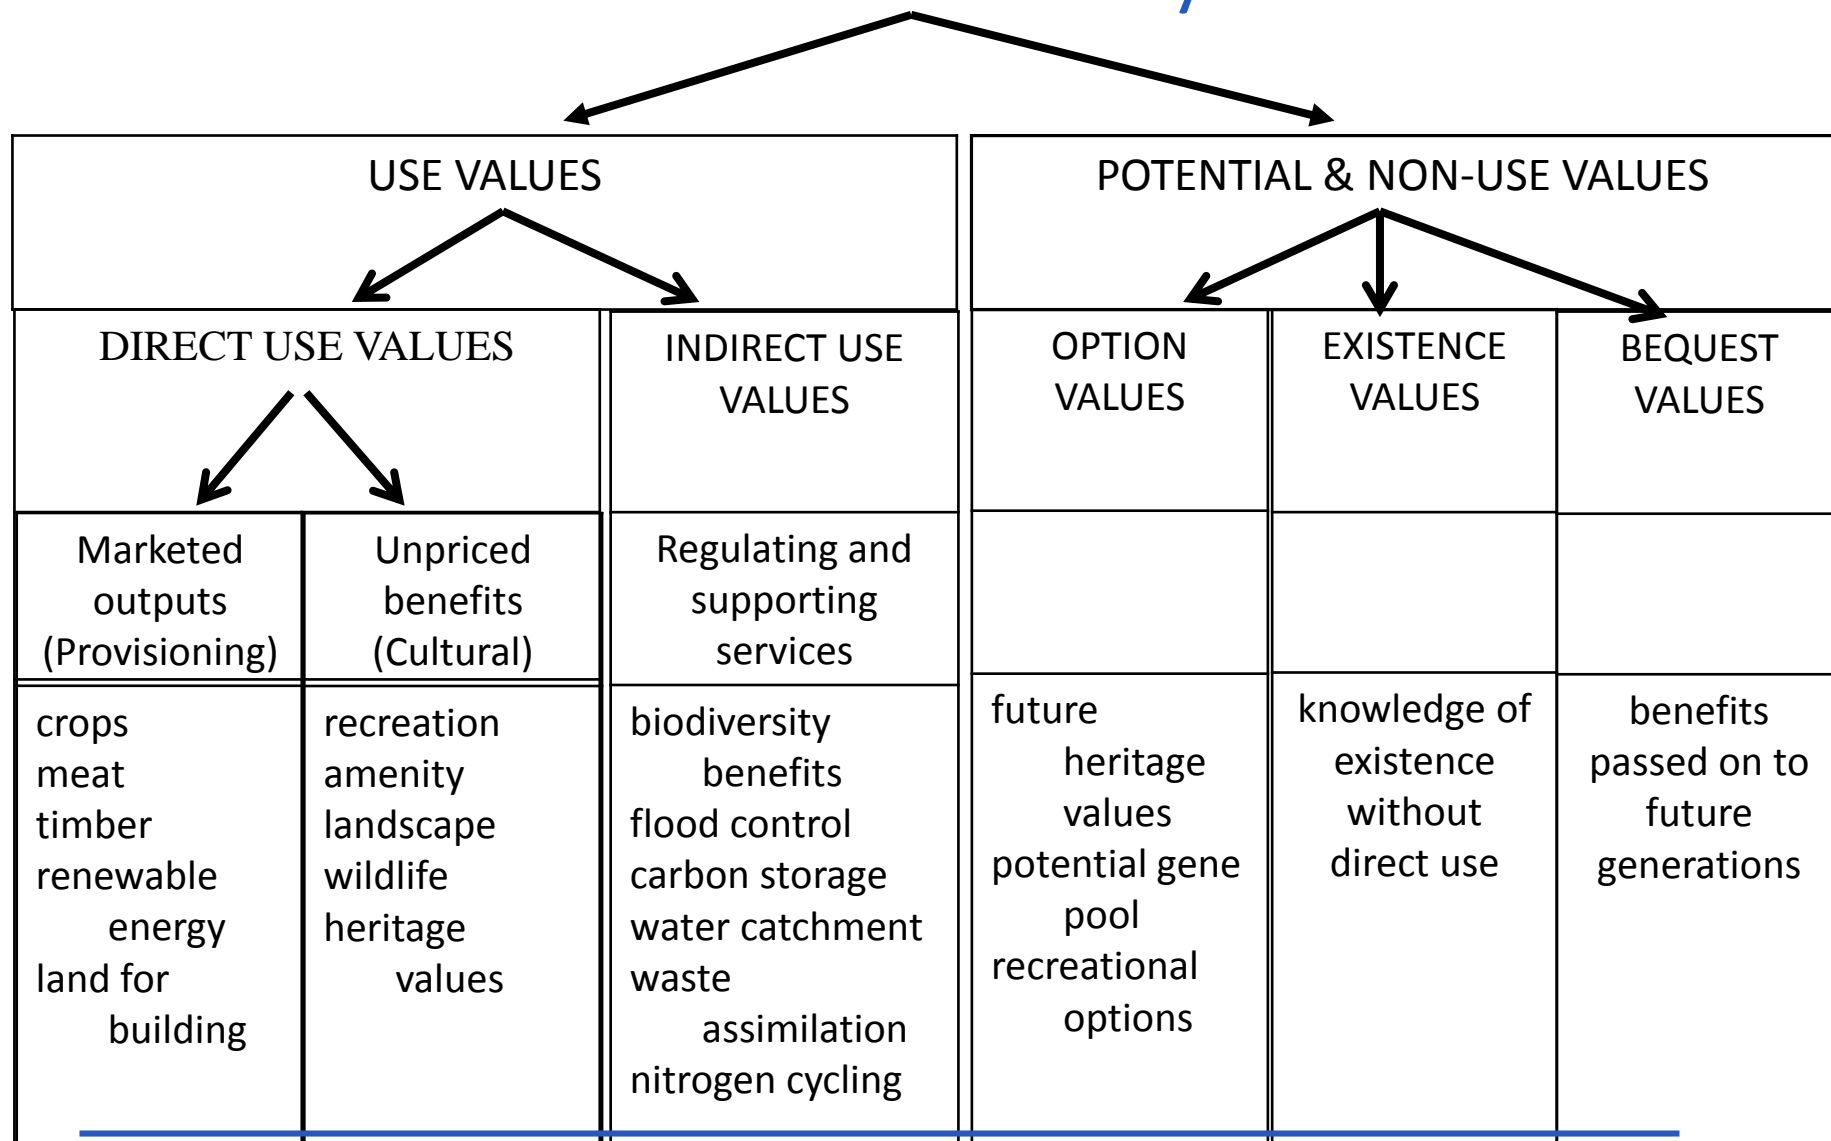 USE VALUES
POTENTIAL & NON-USE VALUES
DIRECT USE VALUES
INDIRECT USE
VALUES
OPTION
VALUES
EXISTENCE
VALUES
BEQUEST
VALUES
Marketed
outputs
(Provisioning)
Unpriced
benefits
(Cultural)
Regulating and
supporting
services
crops
meat
timber
renewable
energy
land for
building
recreation
amenity
landscape
wildlife
heritage
values
biodiversity
benefits
flood control
carbon storage
water catchment
waste
assimilation
nitrogen cycling
future
heritage
values
potential gene
pool
recreational
options
knowledge of
existence
without
direct use
benefits
passed on to
future
generations